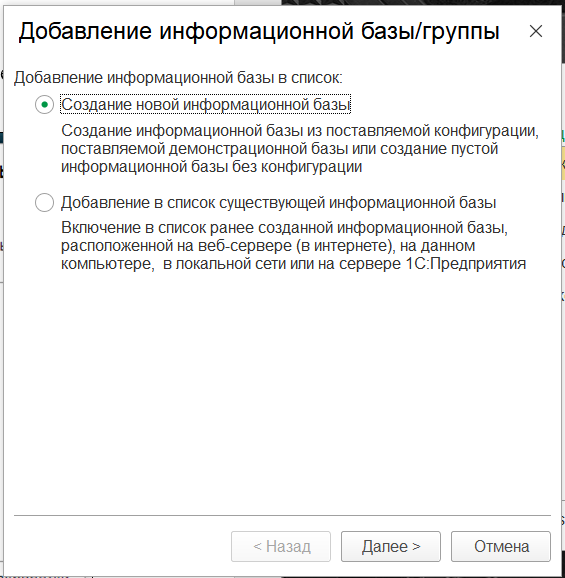 Добавление информационной базы/группы
Добавление информационной базы в список:
Создание новой информационной базы
Создание информационной базы из поставляемой конфигурации,
поставляемой демонстрационной базы или создание пустой
информационной базы без конфигурации
Добавление в список существующей информационной базы
Включение в список ранее созданной информационной базы,
расположенной на веб-сервере (в интернете), на данном
компьютере,  в локальной сети или на сервере 1С:Предприятия
< Назад
Далее >
Отмена